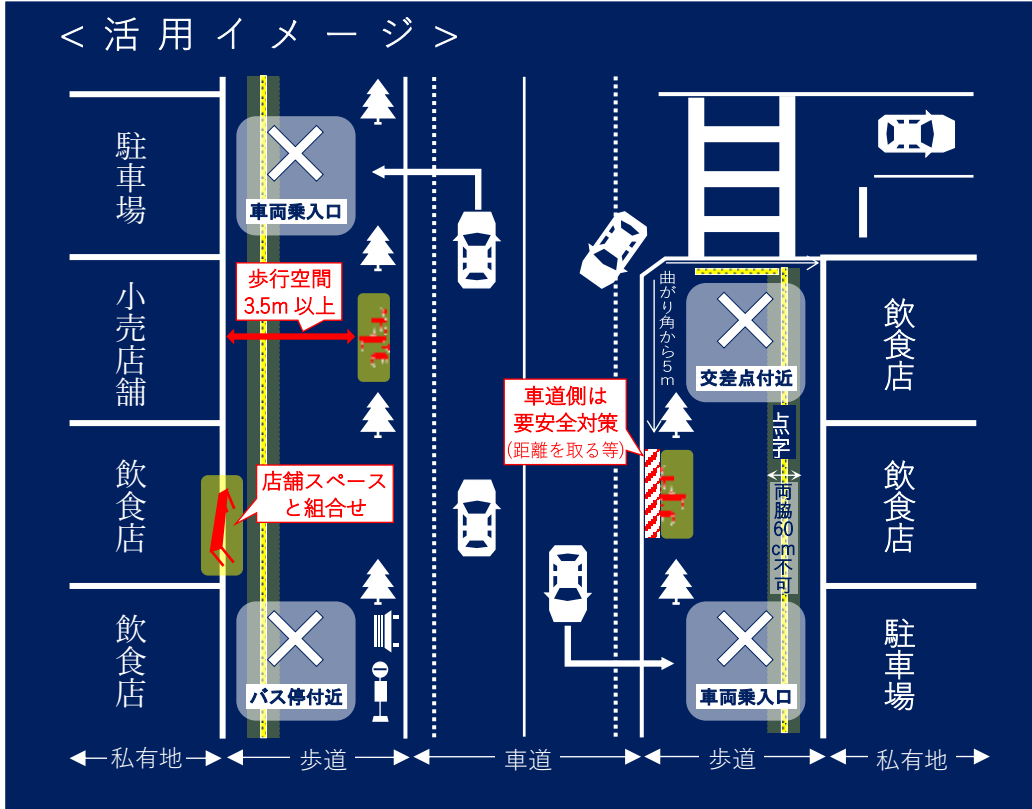 <活用イメージ>
駐車場
車両乗入口
歩行空間
3.5m 以上
小売店舗
飲食店
店舗スペース
と組合せ
飲食店
バス停付近
車道側は
要安全対策
(距離を取る等)
曲がり角から5m
交差点付近
点字
両脇60cm不可
車両乗入口
飲食店
飲食店
駐車場
私有地
歩道
車道
歩道
私有地